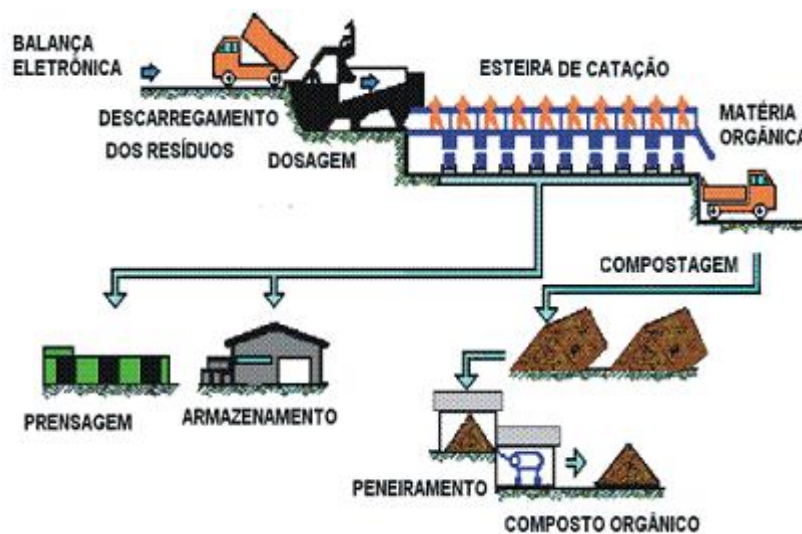 BALANÇA
ELETRÔNICA
DESCARREGAMENTO
DOS RESÍDUOS
DOSAGEM
ESTEIRA DE CATAÇÃO
MATÉRIA
ORGÂNICA
COMPOSTAGEM
PRENSAGEM
ARMAZENAMENTO
PENEIRAMENTO
COMPOSTO ORGÂNICO